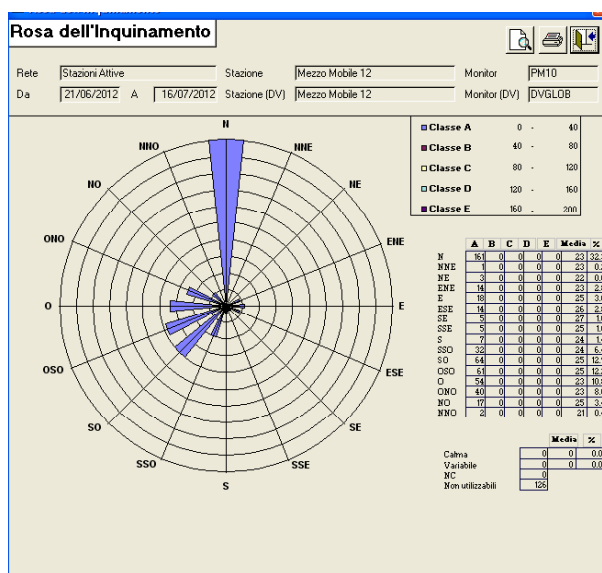 Rosa dell'Inquinamento
Rete Stazioni Attive Stazione Mezzo Mobile 12 Monitor PM10
Da 21/06/2012 A 16/07/2012 Stazione (DV) Mezzo Mobile 12 Monitor (DV) DVGLOB
N
NNO NNE
NO NE
ONO ENE
O E
OSO ESE
SO SE
SSO SSE
S
Classe A 0 - 40
Classe B 40 - 80
Classe C 80 - 120
Classe D 120 - 160
Classe E 160 - 200
A B C D E Media %
N 161 0 0 0 0 23
NNE 1 0 0 0 0 23
NE 3 0 0 0 0 22
ENE 14 0 0 0 0 23
E 18 0 0 0 0 25
ESE 14 0 0 0 0 26
SE 5 0 0 0 0 27
SSE 5 0 0 0 0 25
S 7 0 0 0 0 24
SSO 32 0 0 0 0 24
SO 64 0 0 0 0 25
OSO 61 0 0 0 0 25
O 54 0 0 0 0 23
ONO 40 0 0 0 0 23
NO 17 0 0 0 0 25
NNO 2 0 0 0 0 21
Media %
Calma 0 0 0.0
Variabile 0 0 0.0
NC 0
Non utilizzabili 126